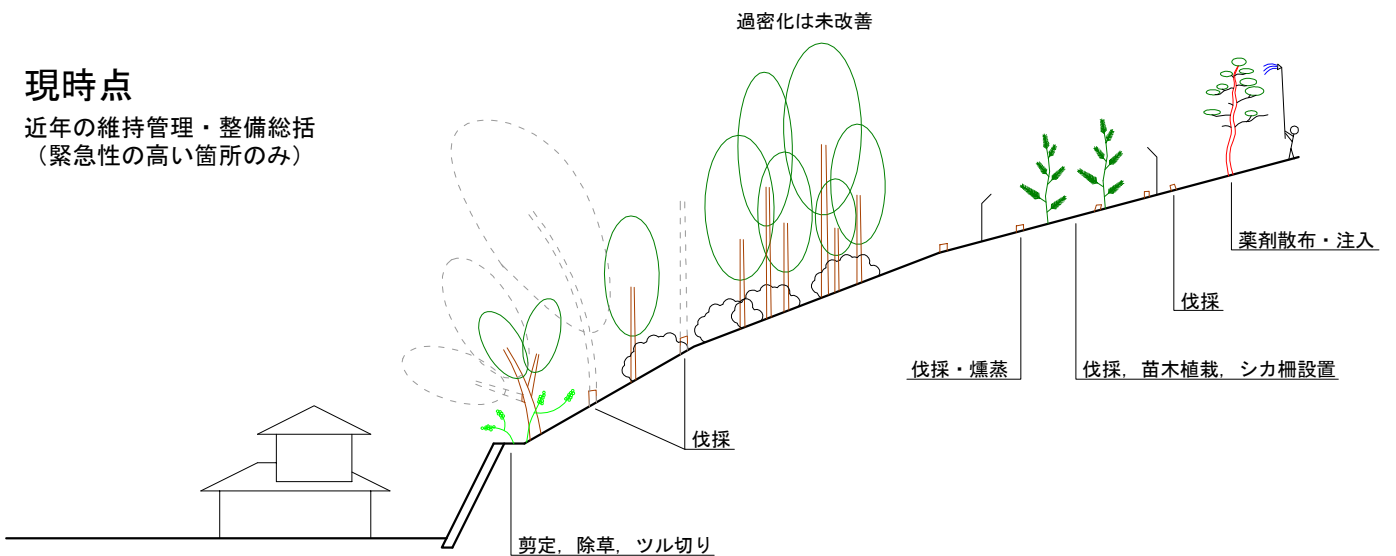 過密化は未改善
現時点
近年の維持管理・整備総括
（緊急性の高い箇所のみ）
薬剤散布・注入
伐採
伐採・燻蒸
伐採，苗木植栽，シカ柵設置
伐採
剪定，除草，ツル切り